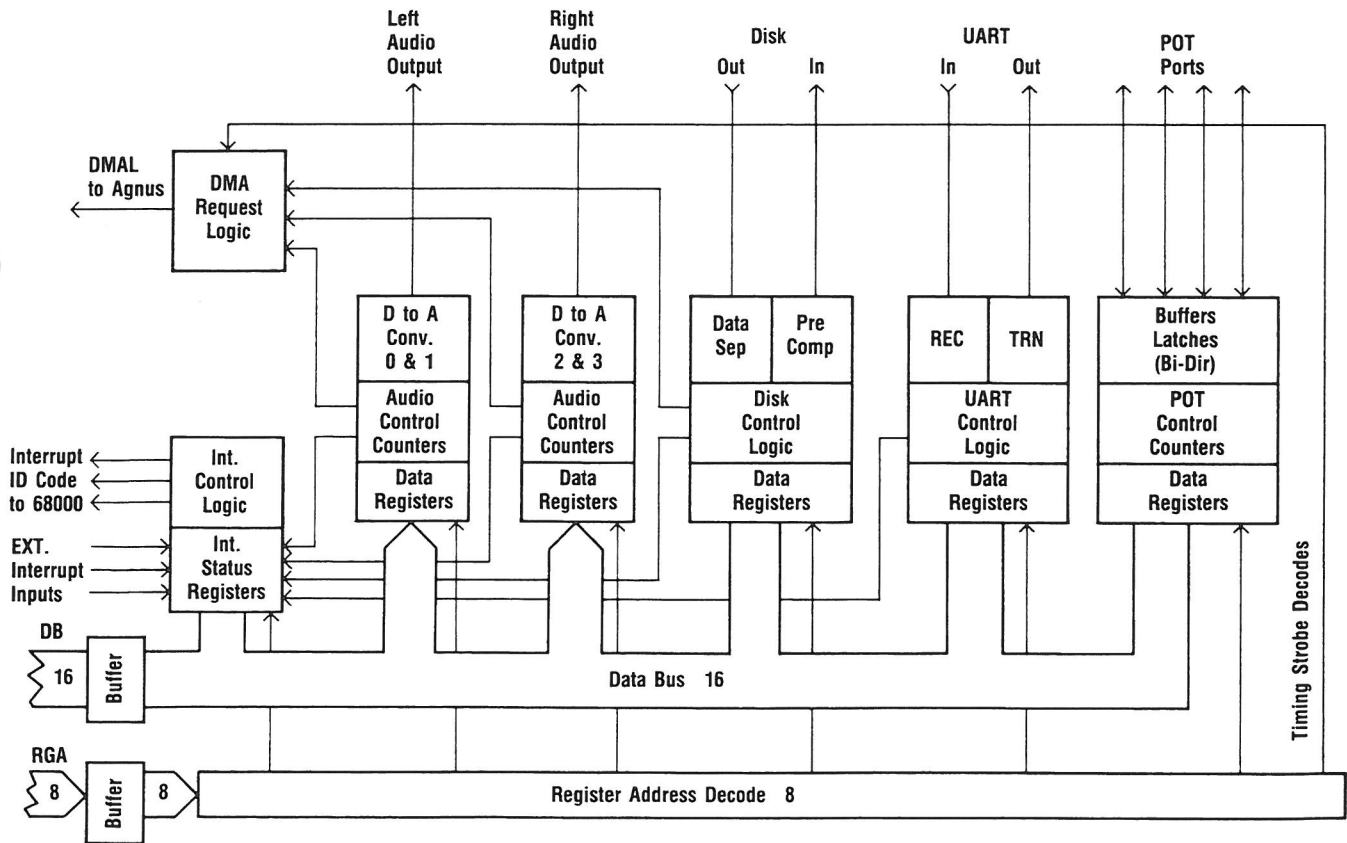 Left
Audio
Output
Right
Audio
Output
Disk
Out
In
UART
In
Out
POT
Ports
DMAL
to Agnus
DMA
Request
Logic
D to A
Conv.
0 & 1
Audio
Control
Counters
Data
Registers
D to A
Conv.
2 & 3
Audio
Control
Counters
Data
Registers
Data
Sep
Pre
Comp
Disk
Control
Logic
Data
Registers
REC
TRN
UART
Control
Logic
Data
Registers
Buffers
Latches
(Bi-Dir)
POT
Control
Counters
Data
Registers
Interrupt
ID Code
to 68000
Int.
Control
Logic
EXT.
Interrupt
Inputs
Int.
Status
Registers
Timing Strobe Decodes
DB
16
Buffer
Data Bus 16
RGA
8
Buffer
8
Register Address Decode 8